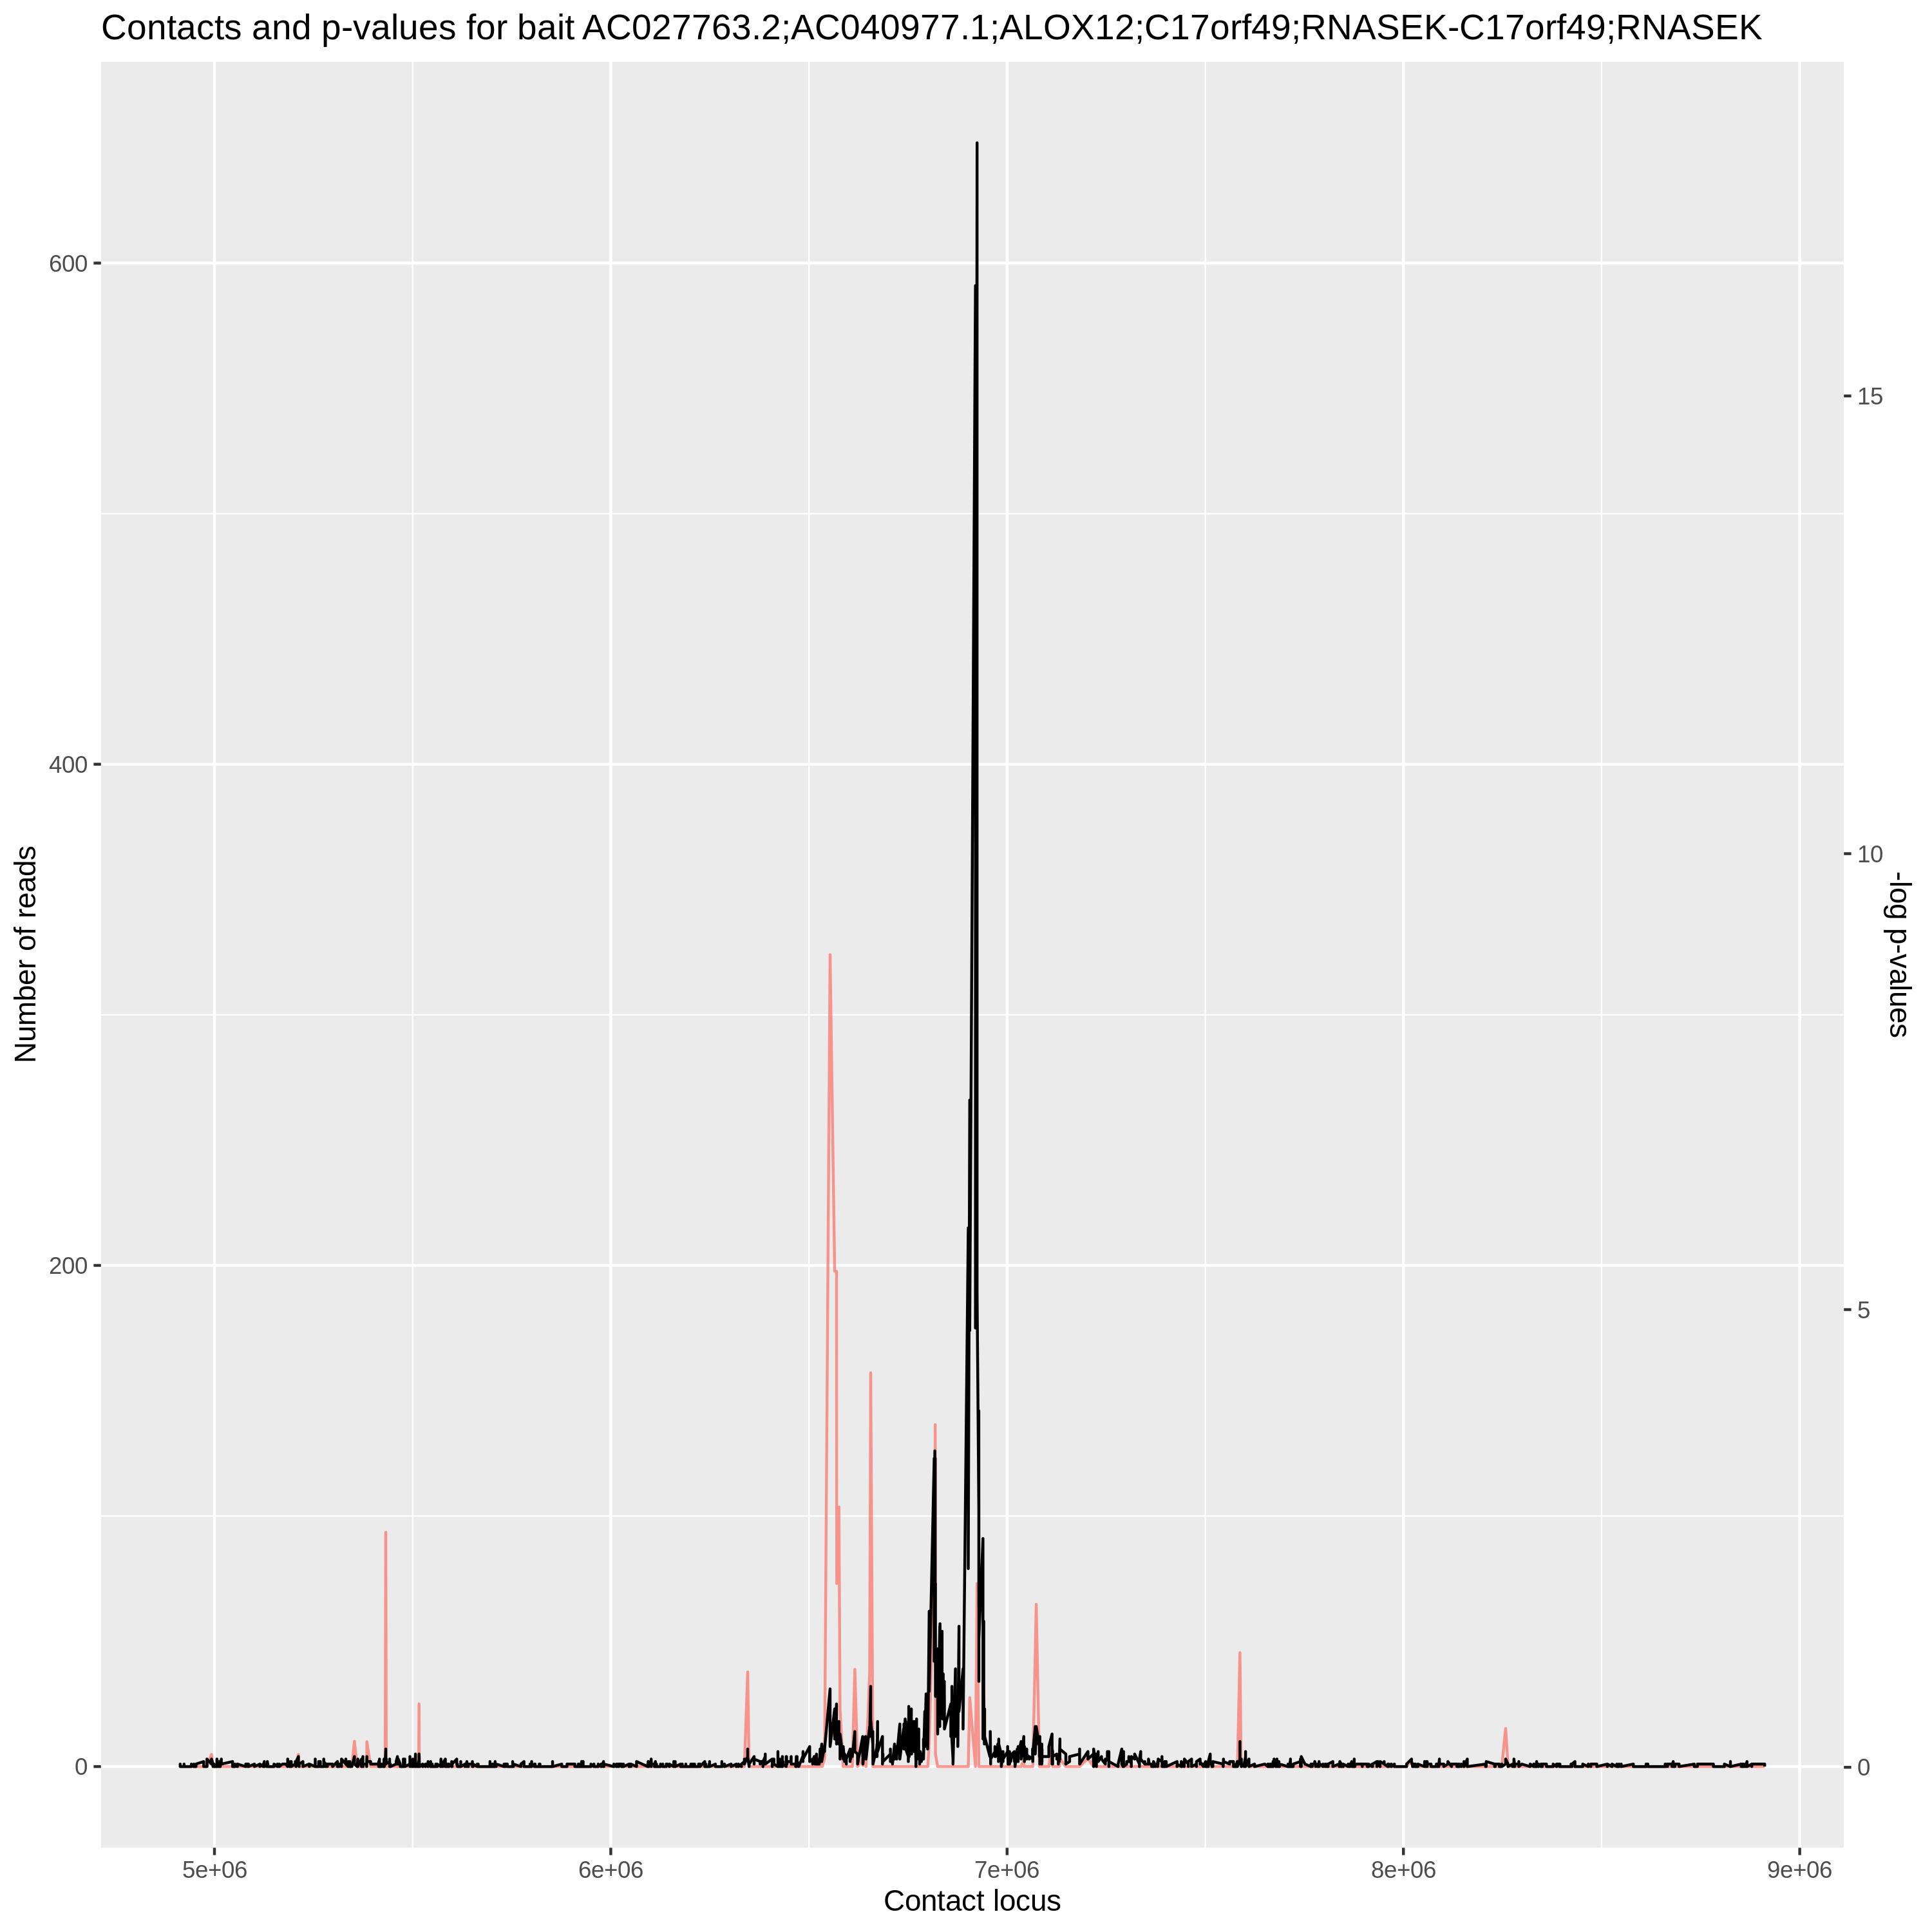 Contacts and p-values for bait AC027763.2;AC040977.1;ALOX12;C17orf49;RNASEK-C17orf49;RNASEK
600
400
200
0
15
10
5
0
Number of reads
-log p-values
5e+06
6e+06
7e+06
8e+06
9e+06
Contact locus